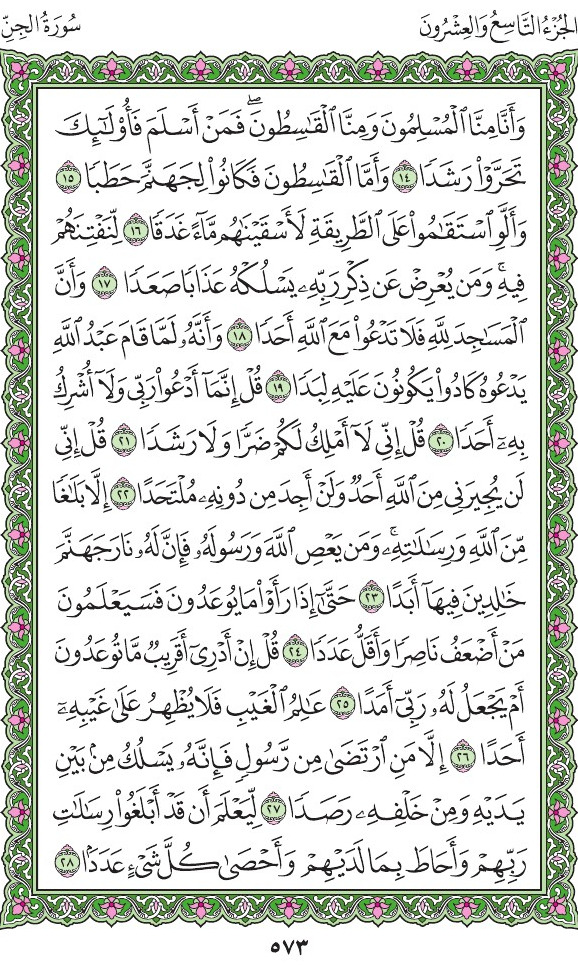 الجُزْءُ التَّاسِعُ وَالعِشْرُونَ
سُورَةُ الجِنِّ
وَأَنَّا مِنَّا ٱلْمُسْلِمُونَ وَمِنَّا ٱلْقَٰسِطُونَۖ فَمَنْ أَسْلَمَ فَأُو۟لَٰٓئِكَ
تَحَرَّوْا۟ رَشَدًا ١٤ وَأَمَّا ٱلْقَٰسِطُونَ فَكَانُوا۟ لِجَهَنَّمَ حَطَبًا ١٥
وَأَلَّوِ ٱسْتَقَٰمُوا۟ عَلَى ٱلطَّرِيقَةِ لَأَسْقَيْنَٰهُم مَّآءً غَدَقًا ١٦ لِّنَفْتِنَهُمْ
فِيهِۚ وَمَن يُعْرِضْ عَن ذِكْرِ رَبِّهِۦ يَسْلُكْهُ عَذَابًا صَعَدًا ١٧ وَأَنَّ
ٱلْمَسَٰجِدَ لِلَّهِ فَلَا تَدْعُوا۟ مَعَ ٱللَّهِ أَحَدًا ١٨ وَأَنَّهُۥ لَمَّا قَامَ عَبْدُ ٱللَّهِ
يَدْعُوهُ كَادُوا۟ يَكُونُونَ عَلَيْهِ لِبَدًا ١٩ قُلْ إِنَّمَآ أَدْعُوا۟ رَبِّى وَلَآ أُشْرِكُ
بِهِۦٓ أَحَدًا ٢٠ قُلْ إِنِّى لَآ أَمْلِكُ لَكُمْ ضَرًّا وَلَا رَشَدًا ٢١ قُلْ إِنِّى
لَن يُجِيرَنِى مِنَ ٱللَّهِ أَحَدٌ وَلَنْ أَجِدَ مِن دُونِهِۦ مُلْتَحَدًا ٢٢ إِلَّا بَلَٰغًا
مِّنَ ٱللَّهِ وَرِسَٰلَٰتِهِۦۚ وَمَن يَعْصِ ٱللَّهَ وَرَسُولَهُۥ فَإِنَّ لَهُۥ نَارَ جَهَنَّمَ
خَٰلِدِينَ فِيهَآ أَبَدًا ٢٣ حَتَّىٰٓ إِذَا رَأَوْا۟ مَا يُوعَدُونَ فَسَيَعْلَمُونَ
مَنْ أَضْعَفُ نَاصِرًا وَأَقَلُّ عَدَدًا ٢٤ قُلْ إِنْ أَدْرِىٓ أَقَرِيبٌ مَّا تُوعَدُونَ
أَمْ يَجْعَلُ لَهُۥ رَبِّىٓ أَمَدًا ٢٥ عَٰلِمُ ٱلْغَيْبِ فَلَا يُظْهِرُ عَلَىٰ غَيْبِهِۦٓ
أَحَدًا ٢٦ إِلَّا مَنِ ٱرْتَضَىٰ مِن رَّسُولٍ فَإِنَّهُۥ يَسْلُكُ مِنۢ بَيْنِ
يَدَيْهِ وَمِنْ خَلْفِهِۦ رَصَدًا ٢٧ لِّيَعْلَمَ أَن قَدْ أَبْلَغُوا۟ رِسَٰلَٰتِ
رَبِّهِمْ وَأَحَاطَ بِمَا لَدَيْهِمْ وَأَحْصَىٰ كُلَّ شَىْءٍ عَدَدًۢا ٢٨
٥٧٣